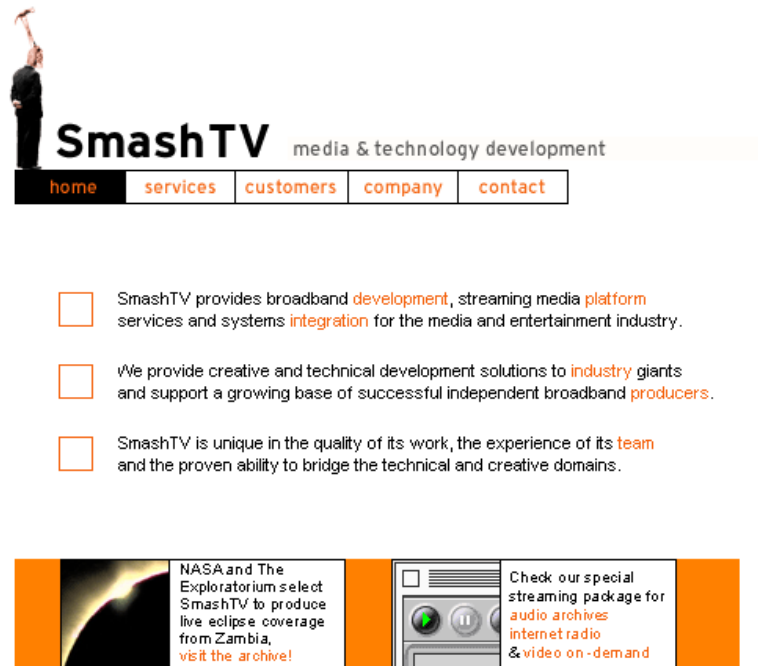 SmashTV media & technology development
home services customers company contact
SmashTV provides broadband development, streaming media platform
services and systems integration for the media and entertainment industry.
We provide creative and technical development solutions to industry giants
and support a growing base of successful independent broadband producers.
SmashTV is unique in the quality of its work, the experience of its team
and the proven ability to bridge the technical and creative domains.
NASA and The
Exploratorium select
SmashTV to produce
live eclipse coverage
from Zambia,
visit the archive!
Check our special
streaming package for
audio archives
internet radio
& video on-demand